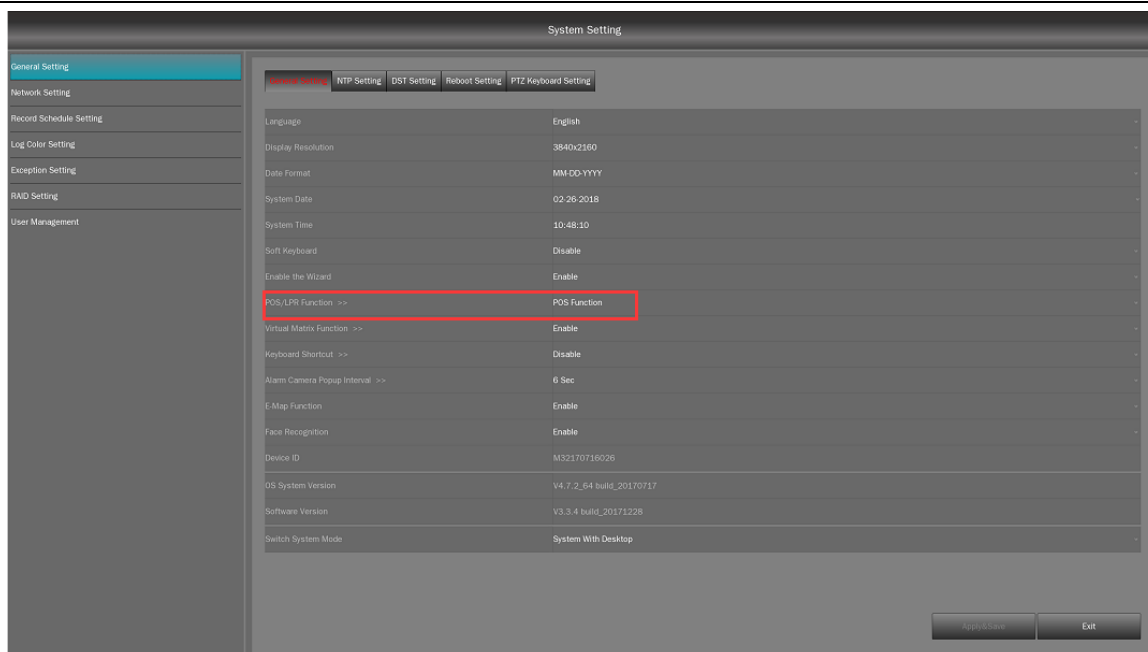 System Setting
General Setting
Network Setting
Record Schedule Setting
Log Color Setting
Exception Setting
RAID Setting
User Management
General Setting NTP Setting DST Setting Reboot Setting PTZ Keyboard Setting
Language English
Display Resolution 3840x2160
Date Format MM-DD-YYYY
System Date 02-26-2018
System Time 10:48:10
Soft Keyboard Disable
Enable the Wizard Enable
POS/LPR Function >> POS Function
Virtual Matrix Function >> Enable
Keyboard Shortcut >> Disable
Alarm Camera Popup Interval >> 6 Sec
E-Map Function Enable
Face Recognition Enable
Device ID M32170716026
OS System Version V4.7.2_64 build_20170717
Software Version V3.3.4 build_20171228
Switch System Mode System With Desktop
Apply&Save Exit